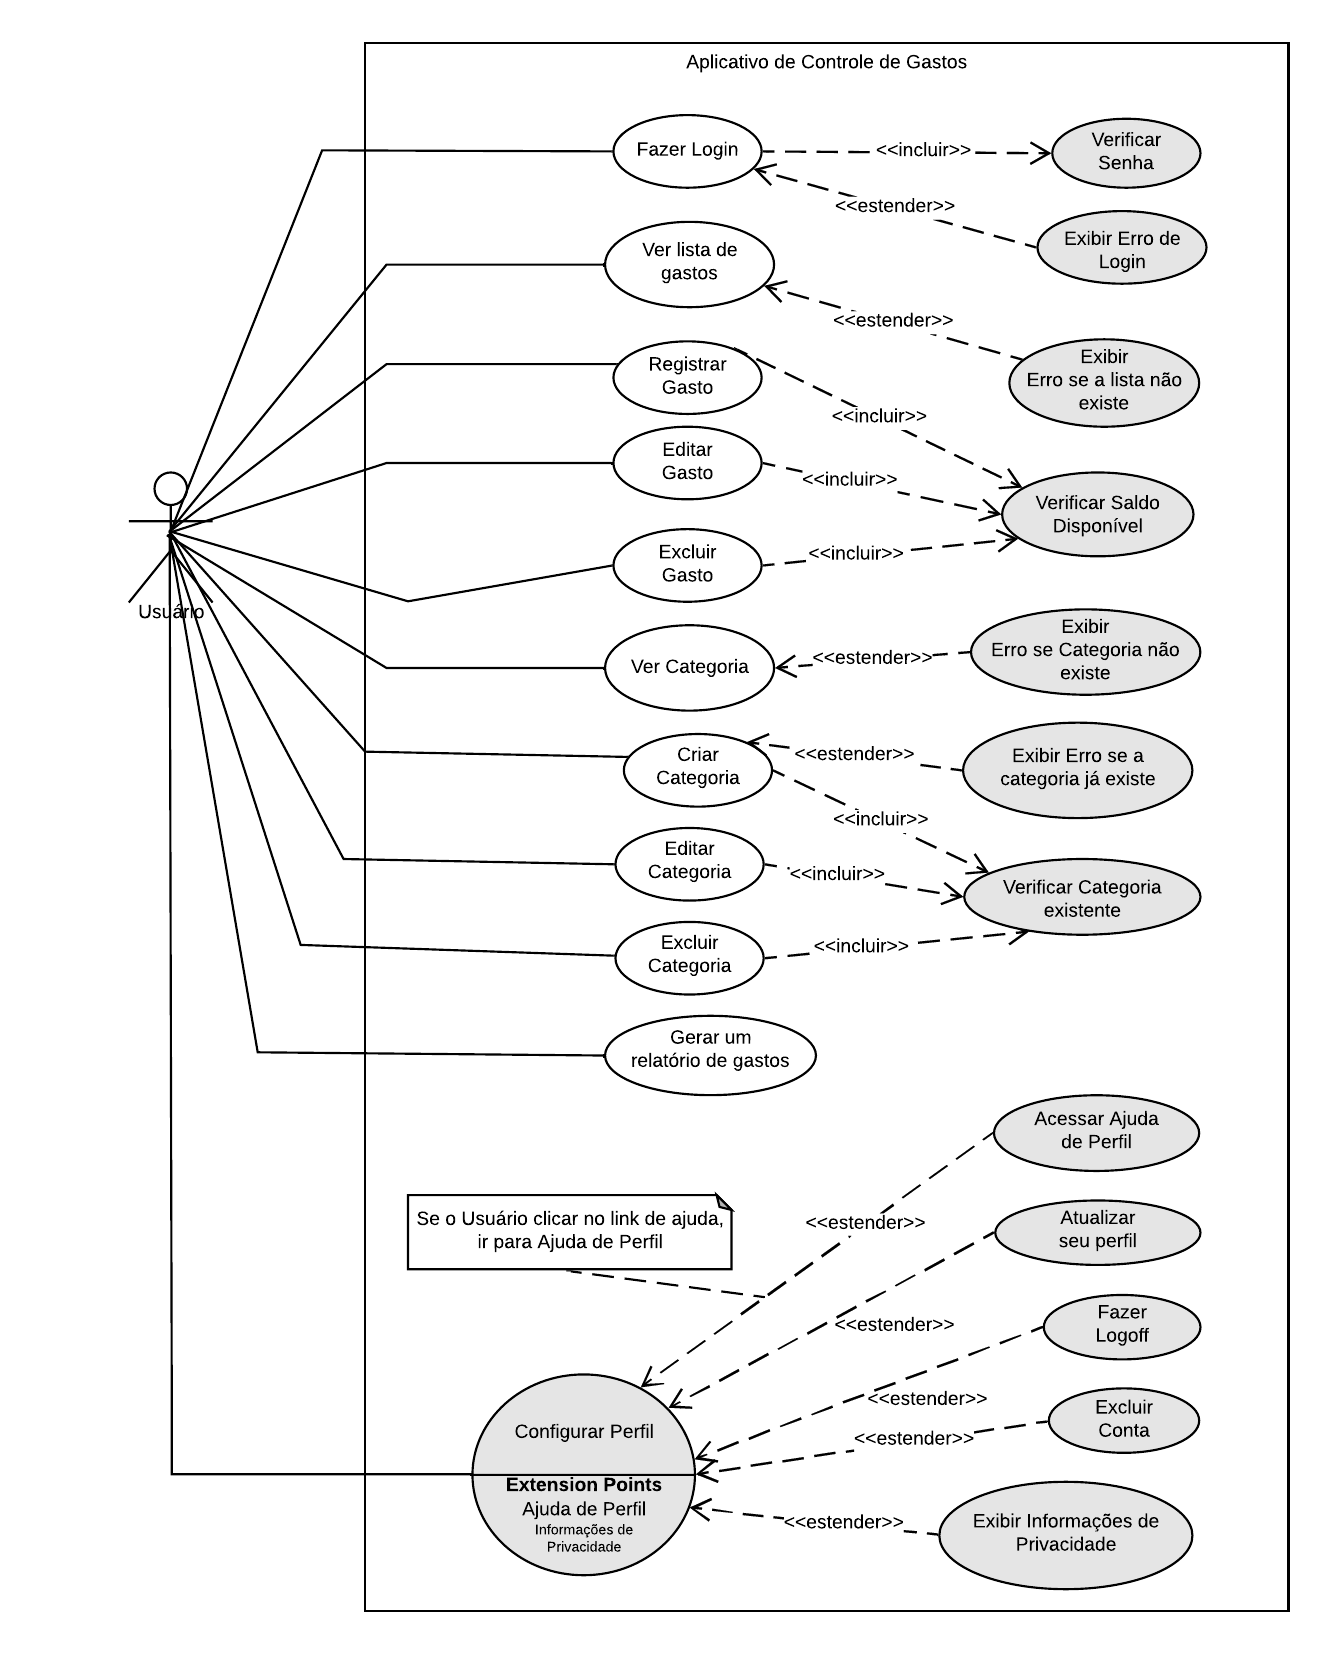 Aplicativo de Controle de Gastos
Fazer Login
<<incluir>>
Verificar
Senha
<<estender>>
Exibir Erro de
Login
Ver lista de
gastos
<<estender>>
Exibir
Erro se a lista não
existe
Registrar
Gasto
<<incluir>>
Editar
Gasto
<<incluir>>
Verificar Saldo
Disponível
Excluir
Gasto
<<incluir>>
Usuário
Ver Categoria
<<estender>>
Exibir
Erro se Categoria não
existe
Criar
Categoria
<<estender>>
Exibir Erro se a
categoria já existe
<<incluir>>
Editar
Categoria
<<incluir>>
Verificar Categoria
existente
Excluir
Categoria
<<incluir>>
Gerar um
relatório de gastos
Acessar Ajuda
de Perfil
<<estender>>
Se o Usuário clicar no link de ajuda,
ir para Ajuda de Perfil
Atualizar
seu perfil
<<estender>>
Fazer
Logoff
<<estender>>
Excluir
Conta
<<estender>>
Configurar Perfil
Extension Points
Ajuda de Perfil
Informações de
Privacidade
<<estender>>
Exibir Informações de
Privacidade